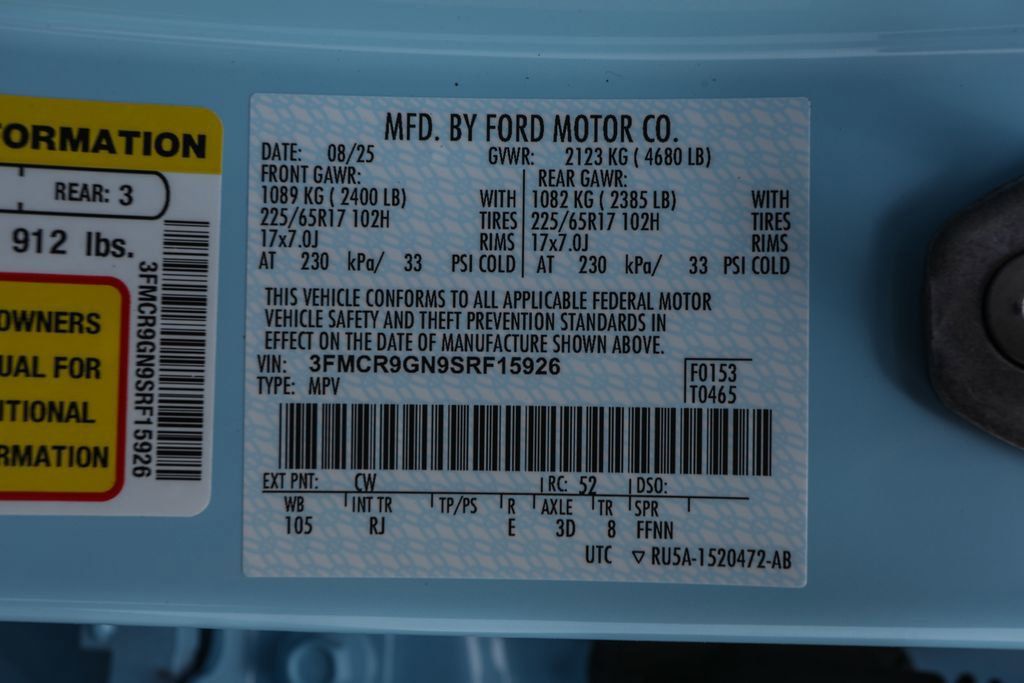 ORMATION
REAR: 3
912 lbs.
3FMCR9GN9SRF15926
OWNERS
UAL FOR
ITIONAL
RMATION
MFD. BY FORD MOTOR CO.
DATE: 08/25 GVWR: 2123 KG ( 4680 LB)
FRONT GAWR: REAR GAWR:
1089 KG ( 2400 LB) WITH 1082 KG ( 2385 LB) WITH
225/65R17 102H TIRES 225/65R17 102H TIRES
17x7.0J RIMS 17x7.0J RIMS
AT 230 kPa/ 33 PSI COLD AT 230 kPa/ 33 PSI COLD
THIS VEHICLE CONFORMS TO ALL APPLICABLE FEDERAL MOTOR
VEHICLE SAFETY AND THEFT PREVENTION STANDARDS IN
EFFECT ON THE DATE OF MANUFACTURE SHOWN ABOVE.
VIN: 3FMCR9GN9SRF15926 F0153
TYPE: MPV T0465
EXT PNT: CW RC: 52 DSO:
WB INT TR TP/PS R AXLE TR SPR
105 RJ E 3D 8 FFNN
UTC ▽ RU5A-1520472-AB